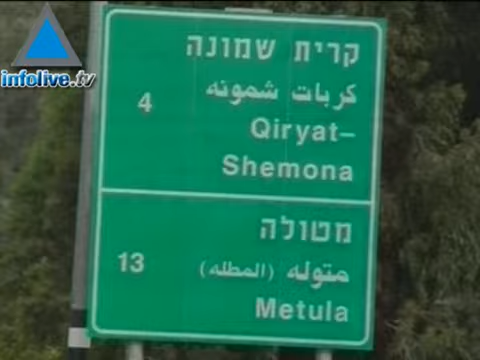 infolive.tv
קרית שמונה
كريات شمونه
4
Qiryat-
Shemona
מטולה
متوله (المطله)
13
Metula